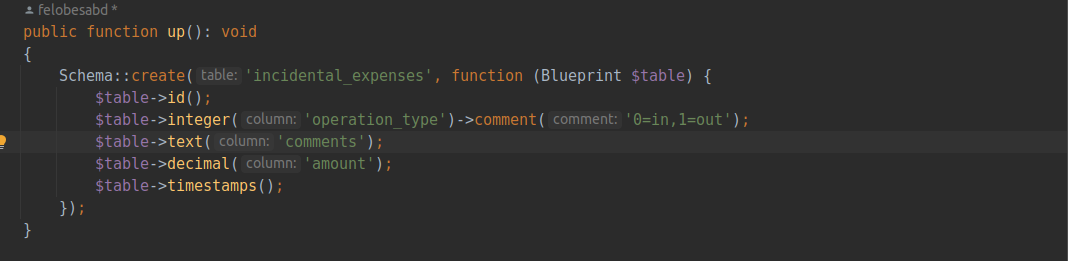 felobesabd *
public function up(): void
{
Schema::create( table: 'incidental_expenses', function (Blueprint $table) {
$table->id();
$table->integer( column: 'operation_type')->comment( comment: '0=in,1=out');
$table->text( column: 'comments');
$table->decimal( column: 'amount');
$table->timestamps();
});
}